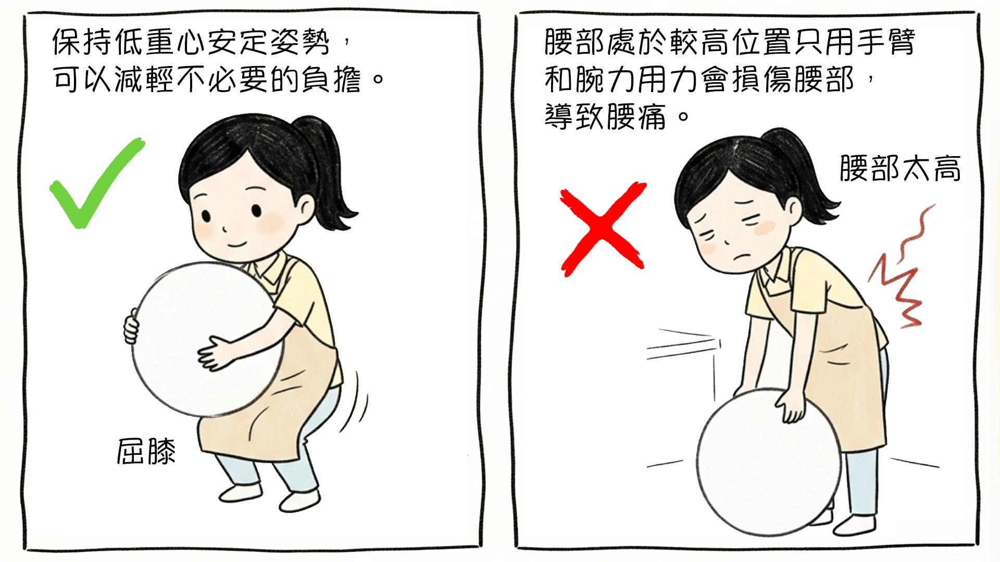 保持低重心安定姿勢，
可以減輕不必要的負擔。
屈膝
腰部處於較高位置只用手臂
和腕力用力會損傷腰部，
導致腰痛。
腰部太高